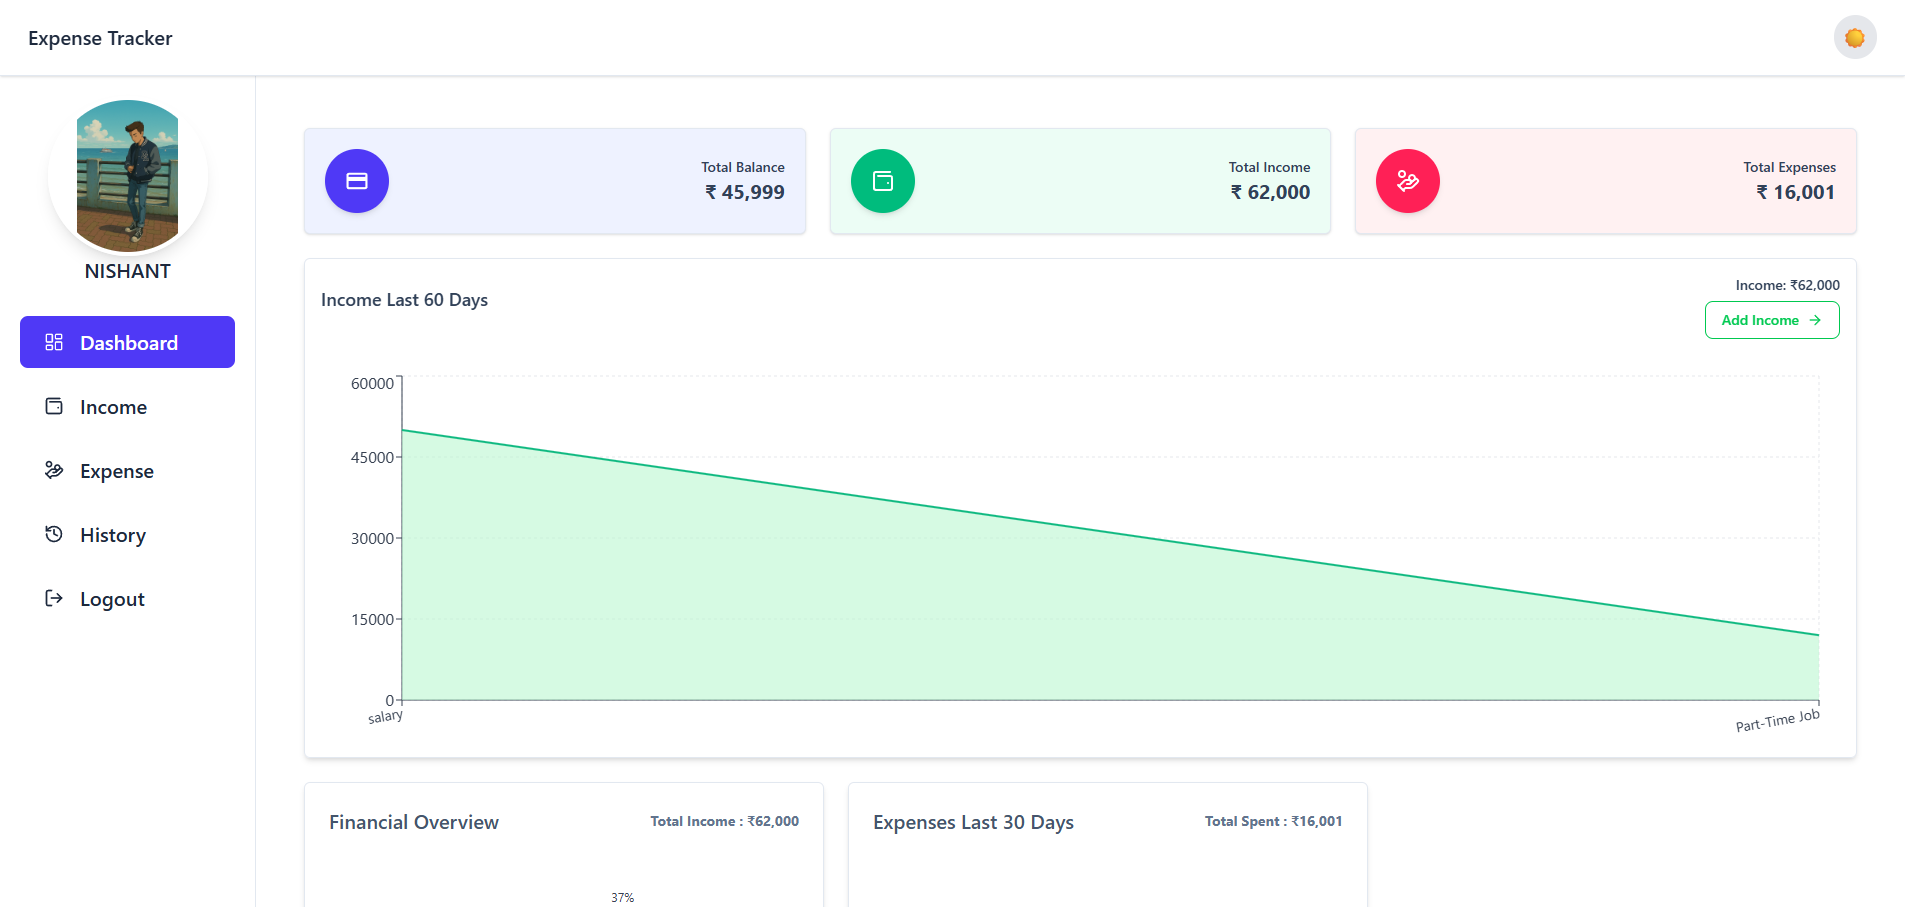 Expense Tracker
NISHANT
Dashboard
Income
Expense
History
Logout
Total Balance
₹ 45,999
Total Income
₹ 62,000
Total Expenses
₹ 16,001
Income Last 60 Days
Income: ₹62,000
Add Income
60000
45000
30000
15000
0
salary
Part-Time Job
Financial Overview
Total Income : ₹62,000
37%
Expenses Last 30 Days
Total Spent : ₹16,001